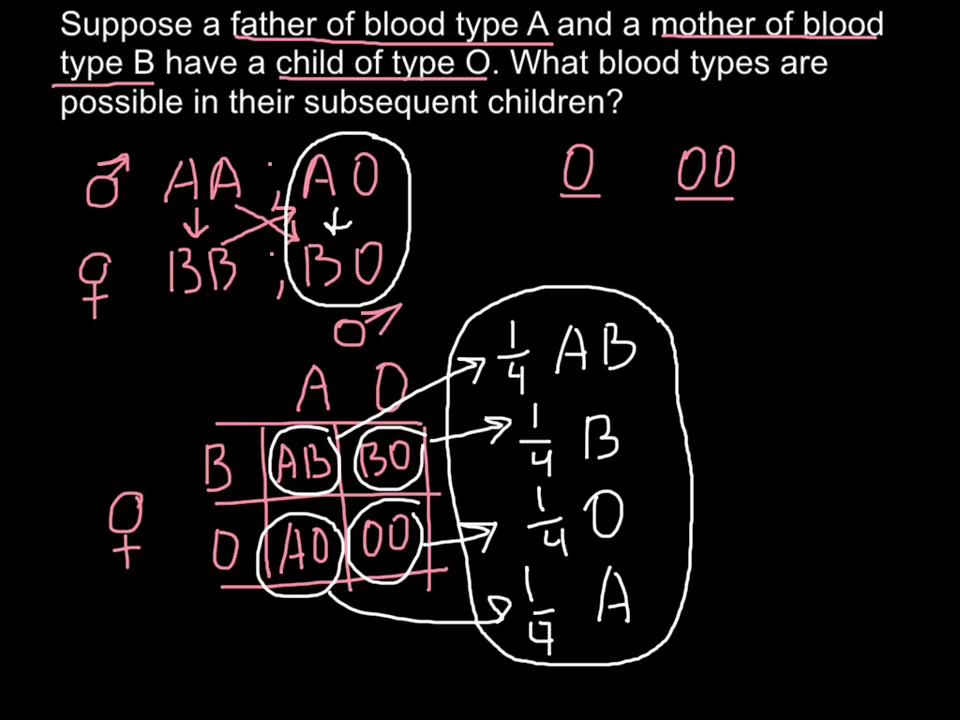 Suppose a father of blood type A and a mother of blood
type B have a child of type O. What blood types are
possible in their subsequent children?
♂ AA ; AO O OO
♀ BB ; BO
♂
A O
B AB BO
♀ O AO OO
1/4 AB
1/4 B
1/4 O
1/4 A